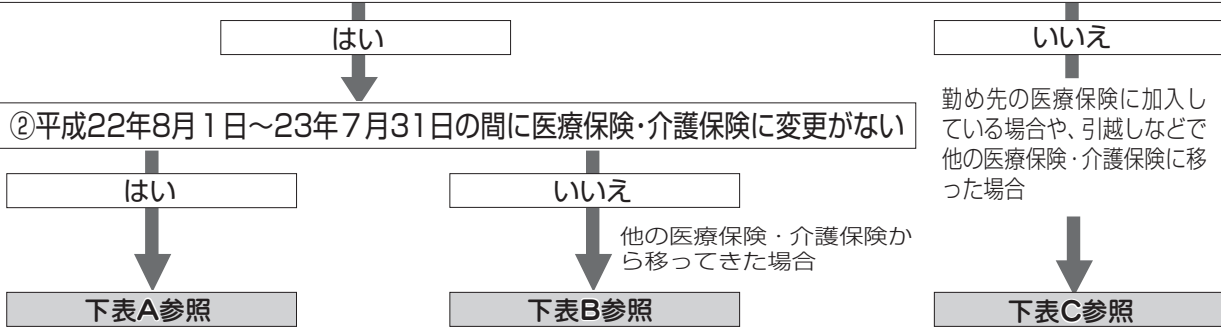 はい
いいえ
②平成22年8月1日～23年7月31日の間に医療保険・介護保険に変更がない
勤め先の医療保険に加入し
ている場合や、引越しなどで
他の医療保険・介護保険に移
った場合
はい
いいえ
他の医療保険・介護保険か
ら移ってきた場合
下表A参照
下表B参照
下表C参照